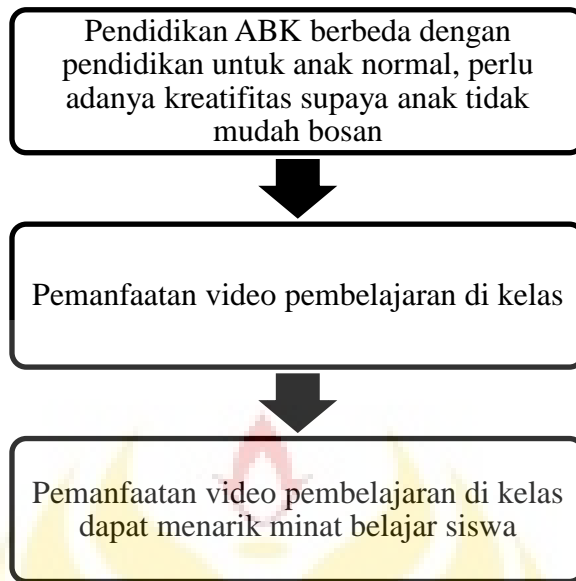 Pendidikan ABK berbeda dengan
pendidikan untuk anak normal, perlu
adanya kreatifitas supaya anak tidak
mudah bosan
Pemanfaatan video pembelajaran di kelas
Pemanfaatan video pembelajaran di kelas
dapat menarik minat belajar siswa